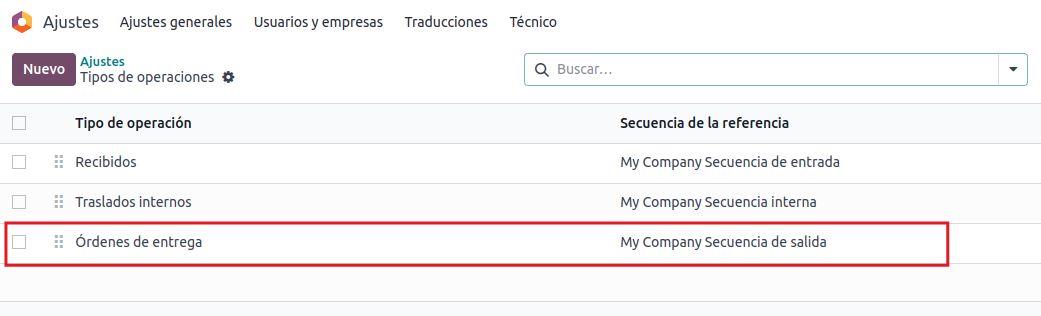 Ajustes Ajustes generales Usuarios y empresas Traducciones Técnico
Nuevo Ajustes
Tipos de operaciones
Buscar...
Tipo de operación Secuencia de la referencia
Recibidos My Company Secuencia de entrada
Traslados internos My Company Secuencia interna
Órdenes de entrega My Company Secuencia de salida